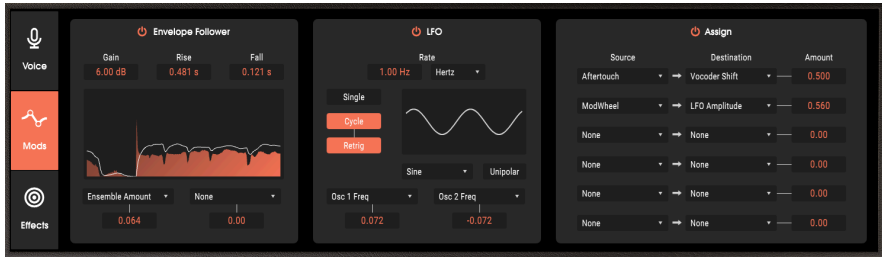 Voice
Mods
Effects
Envelope Follower
Gain Rise Fall
6.00 dB 0.481 s 0.121 s
Ensemble Amount None
0.064 0.00
LFO
Rate
1.00 Hz Hertz
Single
Cycle
Retrig
Sine Unipolar
Osc 1 Freq Osc 2 Freq
0.072 -0.072
Assign
Source Destination Amount
Aftertouch Vocoder Shift 0.500
ModWheel LFO Amplitude 0.560
None None 0.00
None None 0.00
None None 0.00
None None 0.00